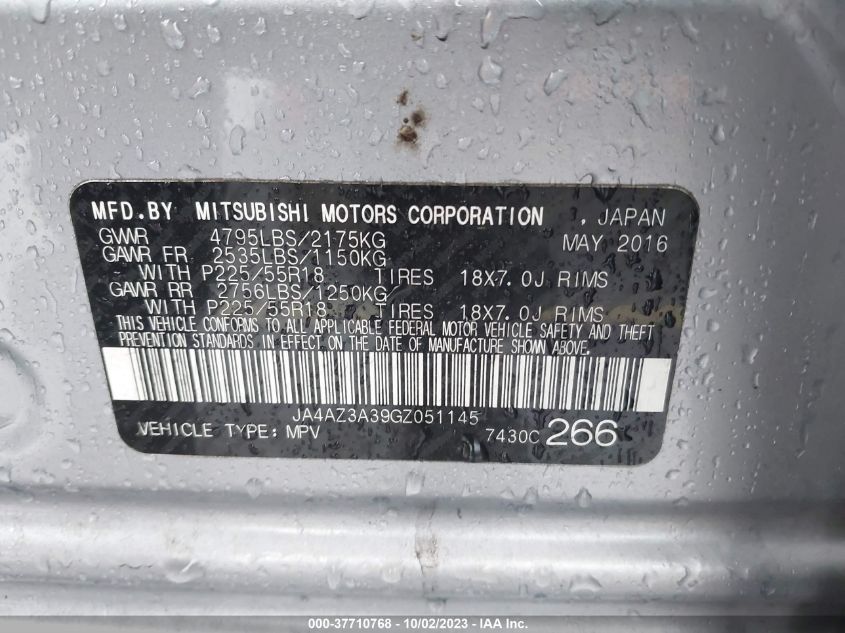 MFD.BY MITSUBISHI MOTORS CORPORATION , JAPAN
GVWR 4795LBS/2175KG MAY 2016
GAWR FR 2535LBS/1150KG
WITH P225/55R18 TIRES 18X7.0J RIMS
GAWR RR 2756LBS/1250KG
WITH P225/55R18 TIRES 18X7.0J RIMS
THIS VEHICLE CONFORMS TO ALL APPLICABLE FEDERAL MOTOR VEHICLE SAFETY AND THEFT
PREVENTION STANDARDS IN EFFECT ON THE DATE OF MANUFACTURE SHOWN ABOVE.
JA4AZ3A39GZ051145
VEHICLE TYPE: MPV 7430C 266
000-37710768 - 10/02/2023 - IAA Inc.